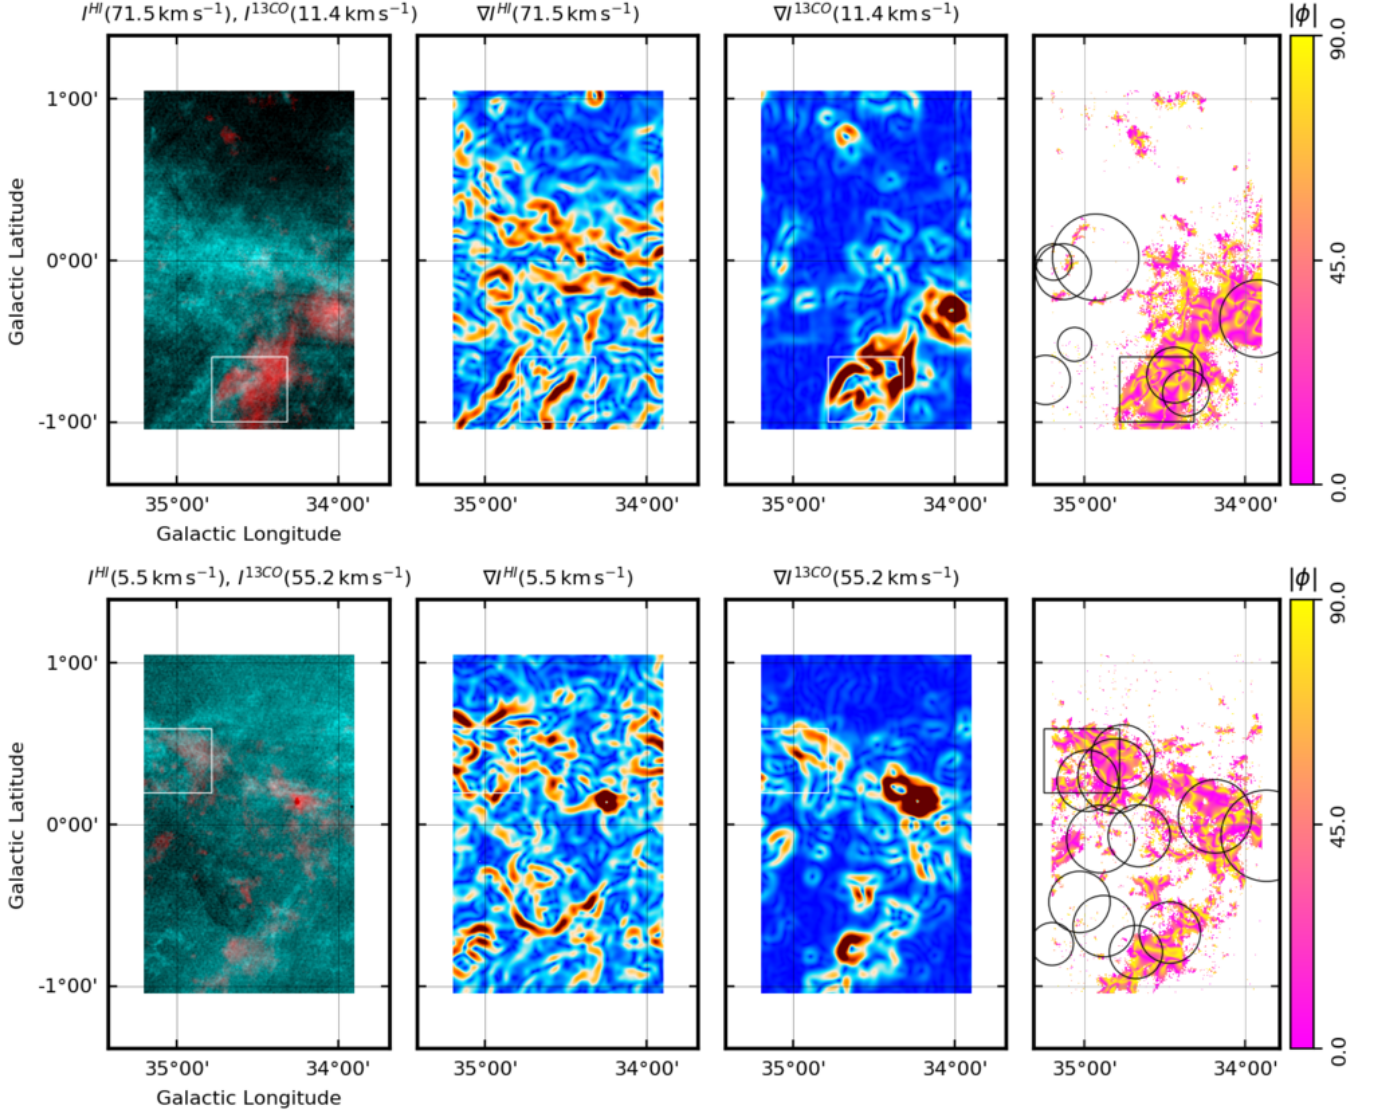 I^{HI}(71.5 km s⁻¹), I^{13CO}(11.4 km s⁻¹) ∇I^{HI}(71.5 km s⁻¹) ∇I^{13CO}(11.4 km s⁻¹) |ϕ|
90.0
1°00'
0°00'
45.0
-1°00'
0.0
Galactic Latitude
35°00' 34°00' 35°00' 34°00' 35°00' 34°00' 35°00' 34°00'
Galactic Longitude
I^{HI}(5.5 km s⁻¹), I^{13CO}(55.2 km s⁻¹) ∇I^{HI}(5.5 km s⁻¹) ∇I^{13CO}(55.2 km s⁻¹) |ϕ|
90.0
1°00'
0°00'
45.0
-1°00'
0.0
Galactic Latitude
35°00' 34°00' 35°00' 34°00' 35°00' 34°00' 35°00' 34°00'
Galactic Longitude